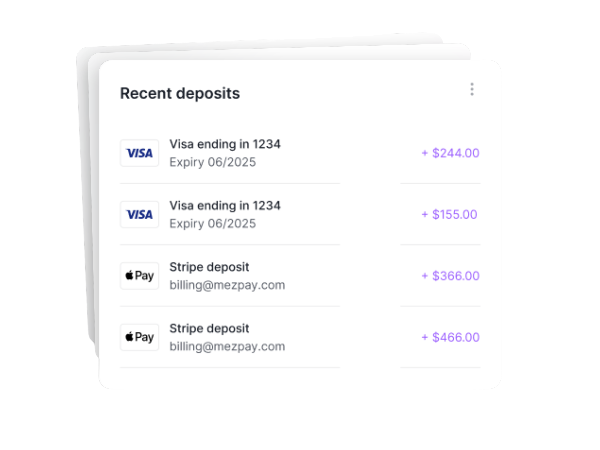 Recent deposits
VISA
Visa ending in 1234
Expiry 06/2025
+ $244.00
VISA
Visa ending in 1234
Expiry 06/2025
+ $155.00
Pay
Stripe deposit
billing@mezpay.com
+ $366.00
Pay
Stripe deposit
billing@mezpay.com
+ $466.00